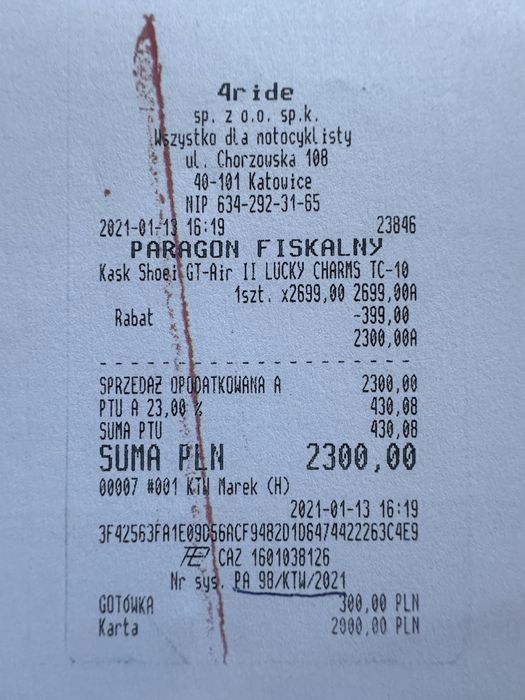 4ride
sp. z o.o. sp.k.
Wszystko dla motocyklisty
ul. Chorzowska 108
40-101 Katowice
NIP 634-292-31-65
2021-01-13 16:19 23846
PARAGON FISKALNY
Kask Shoei GT-Air II LUCKY CHARMS TC-10
1szt. x2699,00 2699,00A
Rabat -399,00
2300,00A
SPRZEDAŻ OPODATKOWANA A 2300,00
PTU A 23,00 % 430,08
SUMA PTU 430,08
SUMA PLN 2300,00
00007 #001 KTW Marek (H)
2021-01-13 16:19
3F42563FA1E09D56ACF9482D1D6474422263C4E9
CAZ 1601038126
Nr sys. PA 98/KTW/2021
GOTÓWKA 300,00 PLN
Karta 2000,00 PLN